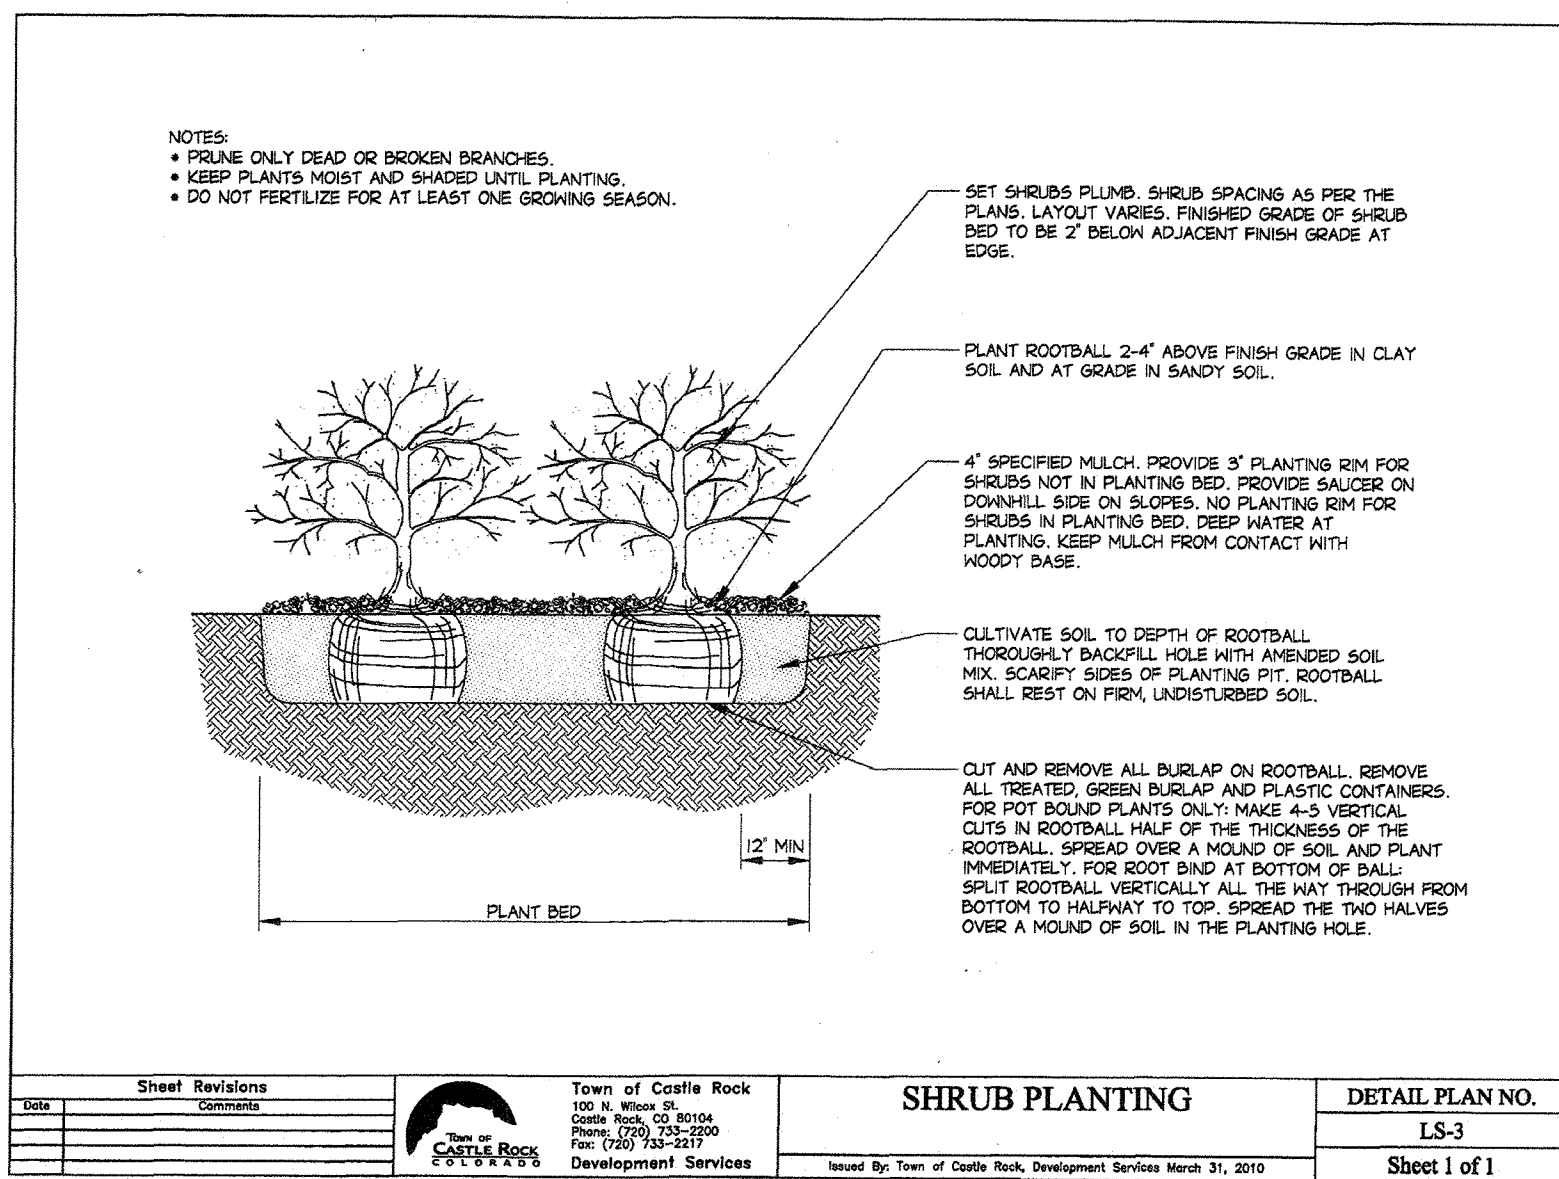 NOTES:
• PRUNE ONLY DEAD OR BROKEN BRANCHES.
• KEEP PLANTS MOIST AND SHADED UNTIL PLANTING.
• DO NOT FERTILIZE FOR AT LEAST ONE GROWING SEASON.
SET SHRUBS PLUMB. SHRUB SPACING AS PER THE
PLANS. LAYOUT VARIES. FINISHED GRADE OF SHRUB
BED TO BE 2" BELOW ADJACENT FINISH GRADE AT
EDGE.
PLANT ROOTBALL 2-4" ABOVE FINISH GRADE IN CLAY
SOIL AND AT GRADE IN SANDY SOIL.
4" SPECIFIED MULCH. PROVIDE 3" PLANTING RIM FOR
SHRUBS NOT IN PLANTING BED. PROVIDE SAUCER ON
DOWNHILL SIDE ON SLOPES. NO PLANTING RIM FOR
SHRUBS IN PLANTING BED. DEEP WATER AT
PLANTING. KEEP MULCH FROM CONTACT WITH
WOODY BASE.
CULTIVATE SOIL TO DEPTH OF ROOTBALL
THOROUGHLY BACKFILL HOLE WITH AMENDED SOIL
MIX. SCARIFY SIDES OF PLANTING PIT. ROOTBALL
SHALL REST ON FIRM, UNDISTURBED SOIL.
CUT AND REMOVE ALL BURLAP ON ROOTBALL. REMOVE
ALL TREATED, GREEN BURLAP AND PLASTIC CONTAINERS.
FOR POT BOUND PLANTS ONLY: MAKE 4-5 VERTICAL
CUTS IN ROOTBALL HALF OF THE THICKNESS OF THE
ROOTBALL. SPREAD OVER A MOUND OF SOIL AND PLANT
IMMEDIATELY. FOR ROOT BIND AT BOTTOM OF BALL:
SPLIT ROOTBALL VERTICALLY ALL THE WAY THROUGH FROM
BOTTOM TO HALFWAY TO TOP. SPREAD THE TWO HALVES
OVER A MOUND OF SOIL IN THE PLANTING HOLE.
12" MIN
PLANT BED
Sheet Revisions
Date Comments
TOWN OF
CASTLE ROCK
COLORADO
Town of Castle Rock
100 N. Wilcox St.
Castle Rock, CO 80104
Phone: (720) 733-2200
Fax: (720) 733-2217
Development Services
SHRUB PLANTING
Issued By: Town of Castle Rock, Development Services March 31, 2010
DETAIL PLAN NO.
LS-3
Sheet 1 of 1